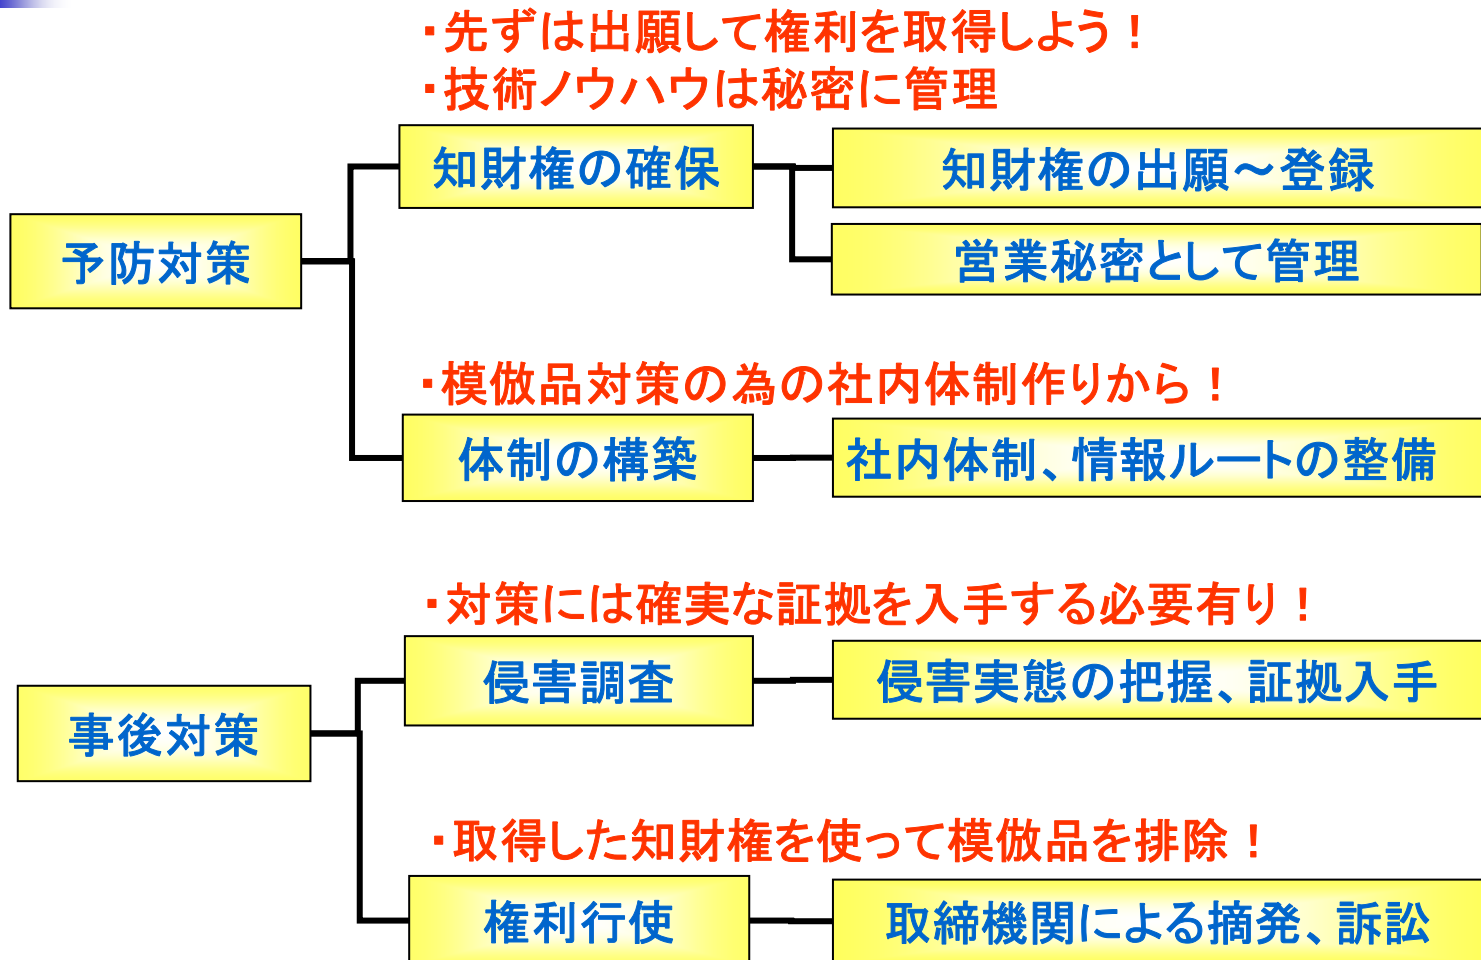 ・先ずは出願して権利を取得しよう！
・技術ノウハウは秘密に管理
知財権の確保
知財権の出願～登録
予防対策
営業秘密として管理
・模倣品対策の為の社内体制作りから！
体制の構築
社内体制、情報ルートの整備
・対策には確実な証拠を入手する必要有り！
侵害調査
侵害実態の把握、証拠入手
事後対策
・取得した知財権を使って模倣品を排除！
権利行使
取締機関による摘発、訴訟